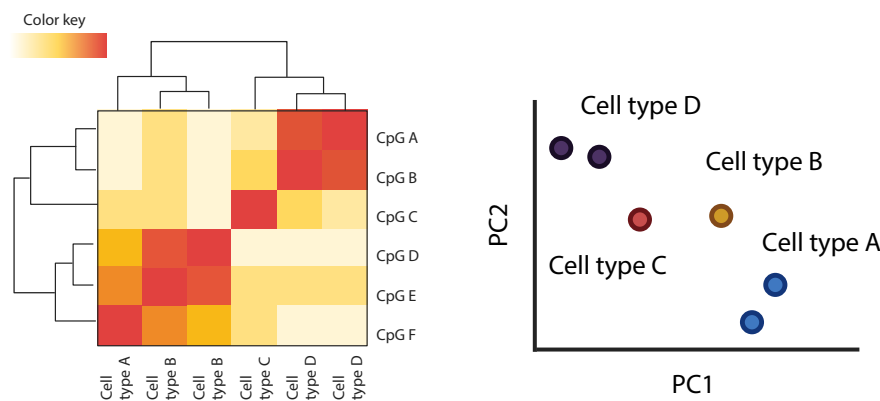 Color key
CpG A
CpG B
CpG C
CpG D
CpG E
CpG F
Cell
type A
Cell
type B
Cell
type B
Cell
type C
Cell
type D
Cell
type D
Cell type D
Cell type B
Cell type A
Cell type C
PC2
PC1